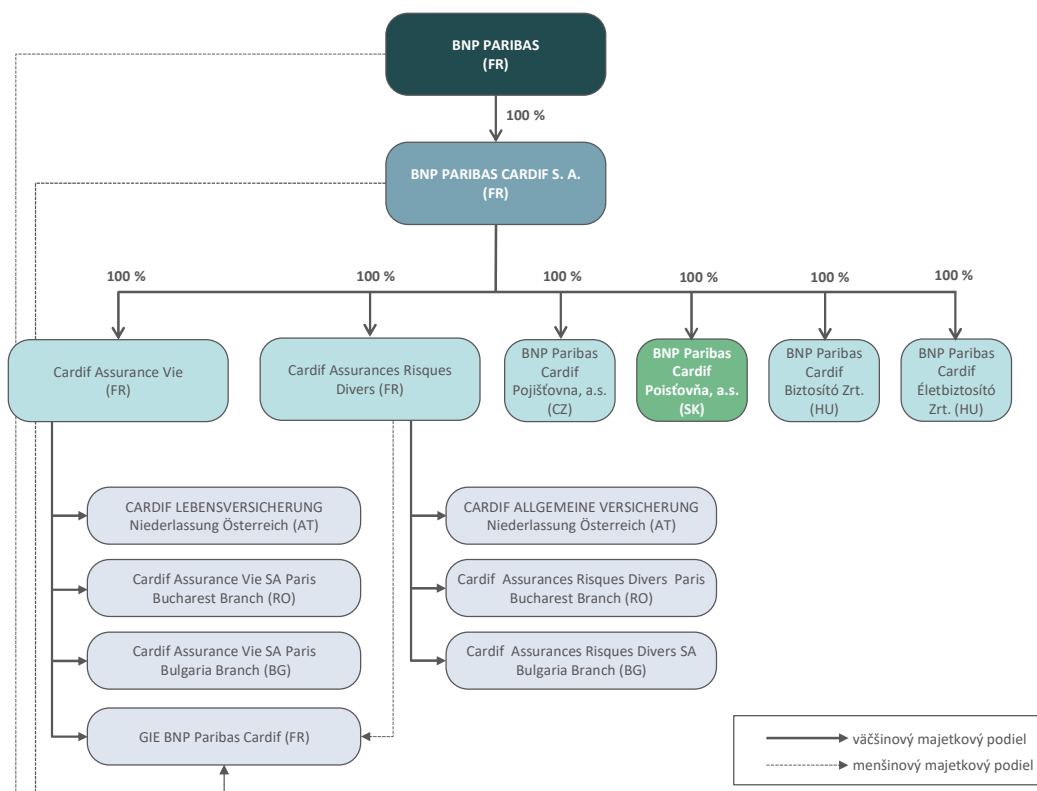 BNP PARIBAS
(FR)
100 %
BNP PARIBAS CARDIF S. A.
(FR)
100 %
100 %
100 %
100 %
100 %
100 %
Cardif Assurance Vie
(FR)
Cardif Assurances Risques
Divers (FR)
BNP Paribas
Cardif
Pojišťovna, a.s.
(CZ)
BNP Paribas
Cardif
Poisťovňa, a.s.
(SK)
BNP Paribas
Cardif
Biztosító Zrt.
(HU)
BNP Paribas
Cardif
Életbiztosító
Zrt. (HU)
CARDIF LEBENSVERSICHERUNG
Niederlassung Österreich (AT)
Cardif Assurance Vie SA Paris
Bucharest Branch (RO)
Cardif Assurance Vie SA Paris
Bulgaria Branch (BG)
GIE BNP Paribas Cardif (FR)
CARDIF ALLGEMEINE VERSICHERUNG
Niederlassung Österreich (AT)
Cardif Assurances Risques Divers Paris
Bucharest Branch (RO)
Cardif Assurances Risques Divers SA
Bulgaria Branch (BG)
väčšinový majetkový podiel
menšinový majetkový podiel